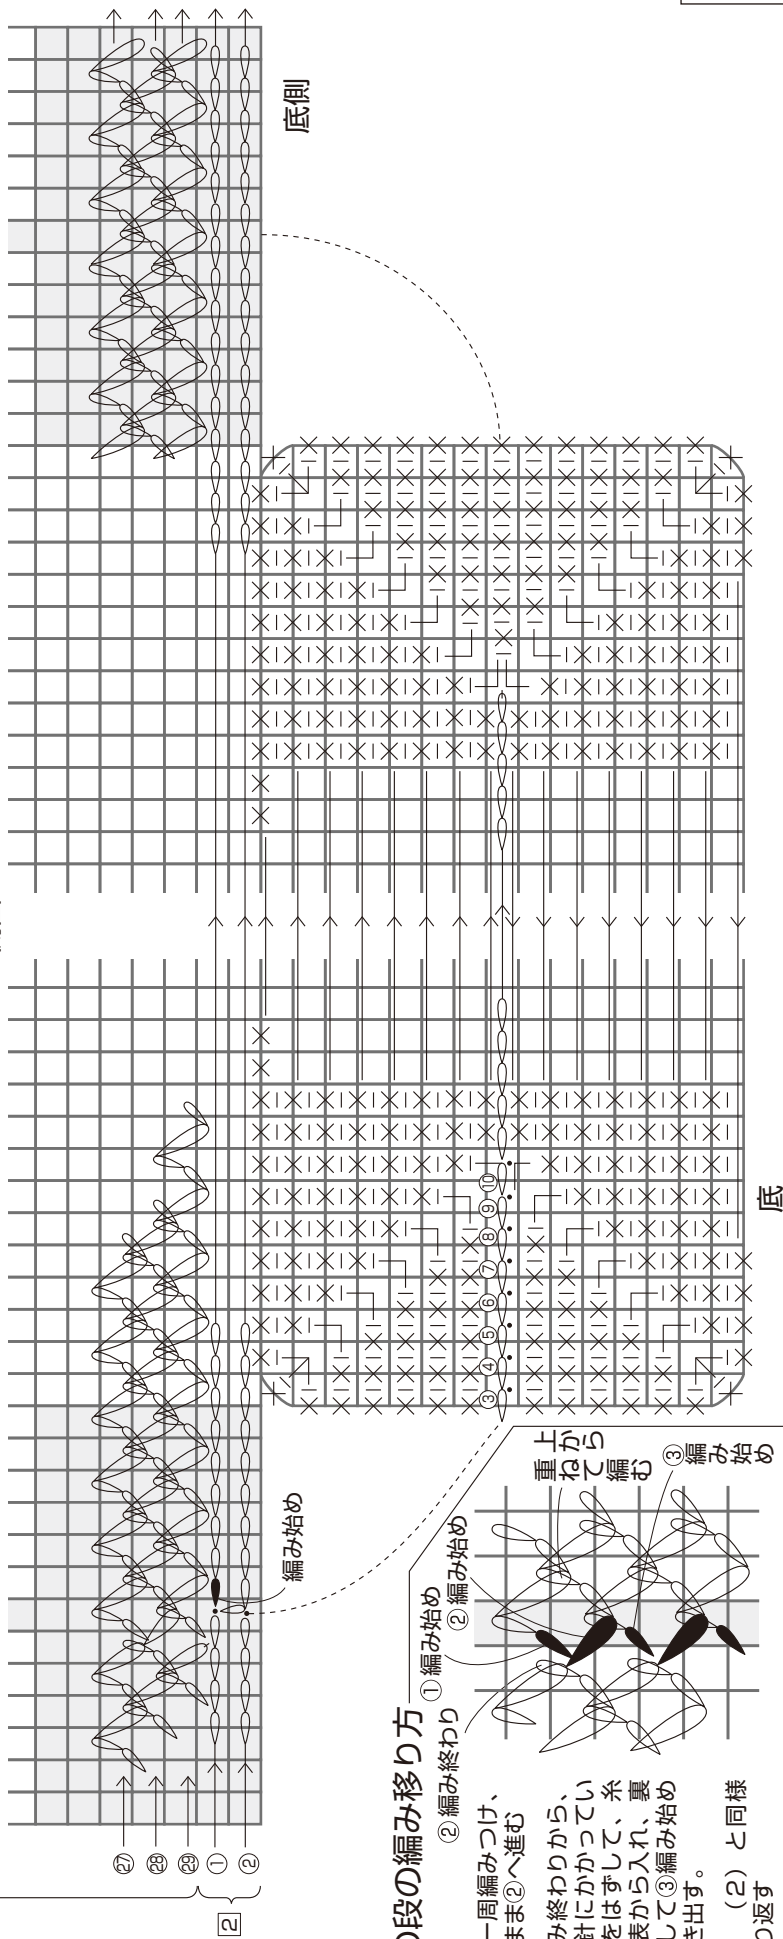 底側
㉗
㉘
㉙
①
②
2
編み始め
③
④
⑤
⑥
⑦
⑧
⑨
⑩
底
の段の編み移り方
②編み終わり
①編み始め
②編み始め
上から
重ねて編む
③編み始め
一周編みつけ、
まま②へ進む
み終わりから、
針にかかってい
をはずして、糸
表から入れ、裏
して③編み始め
き出す。
(2)と同様
り返す